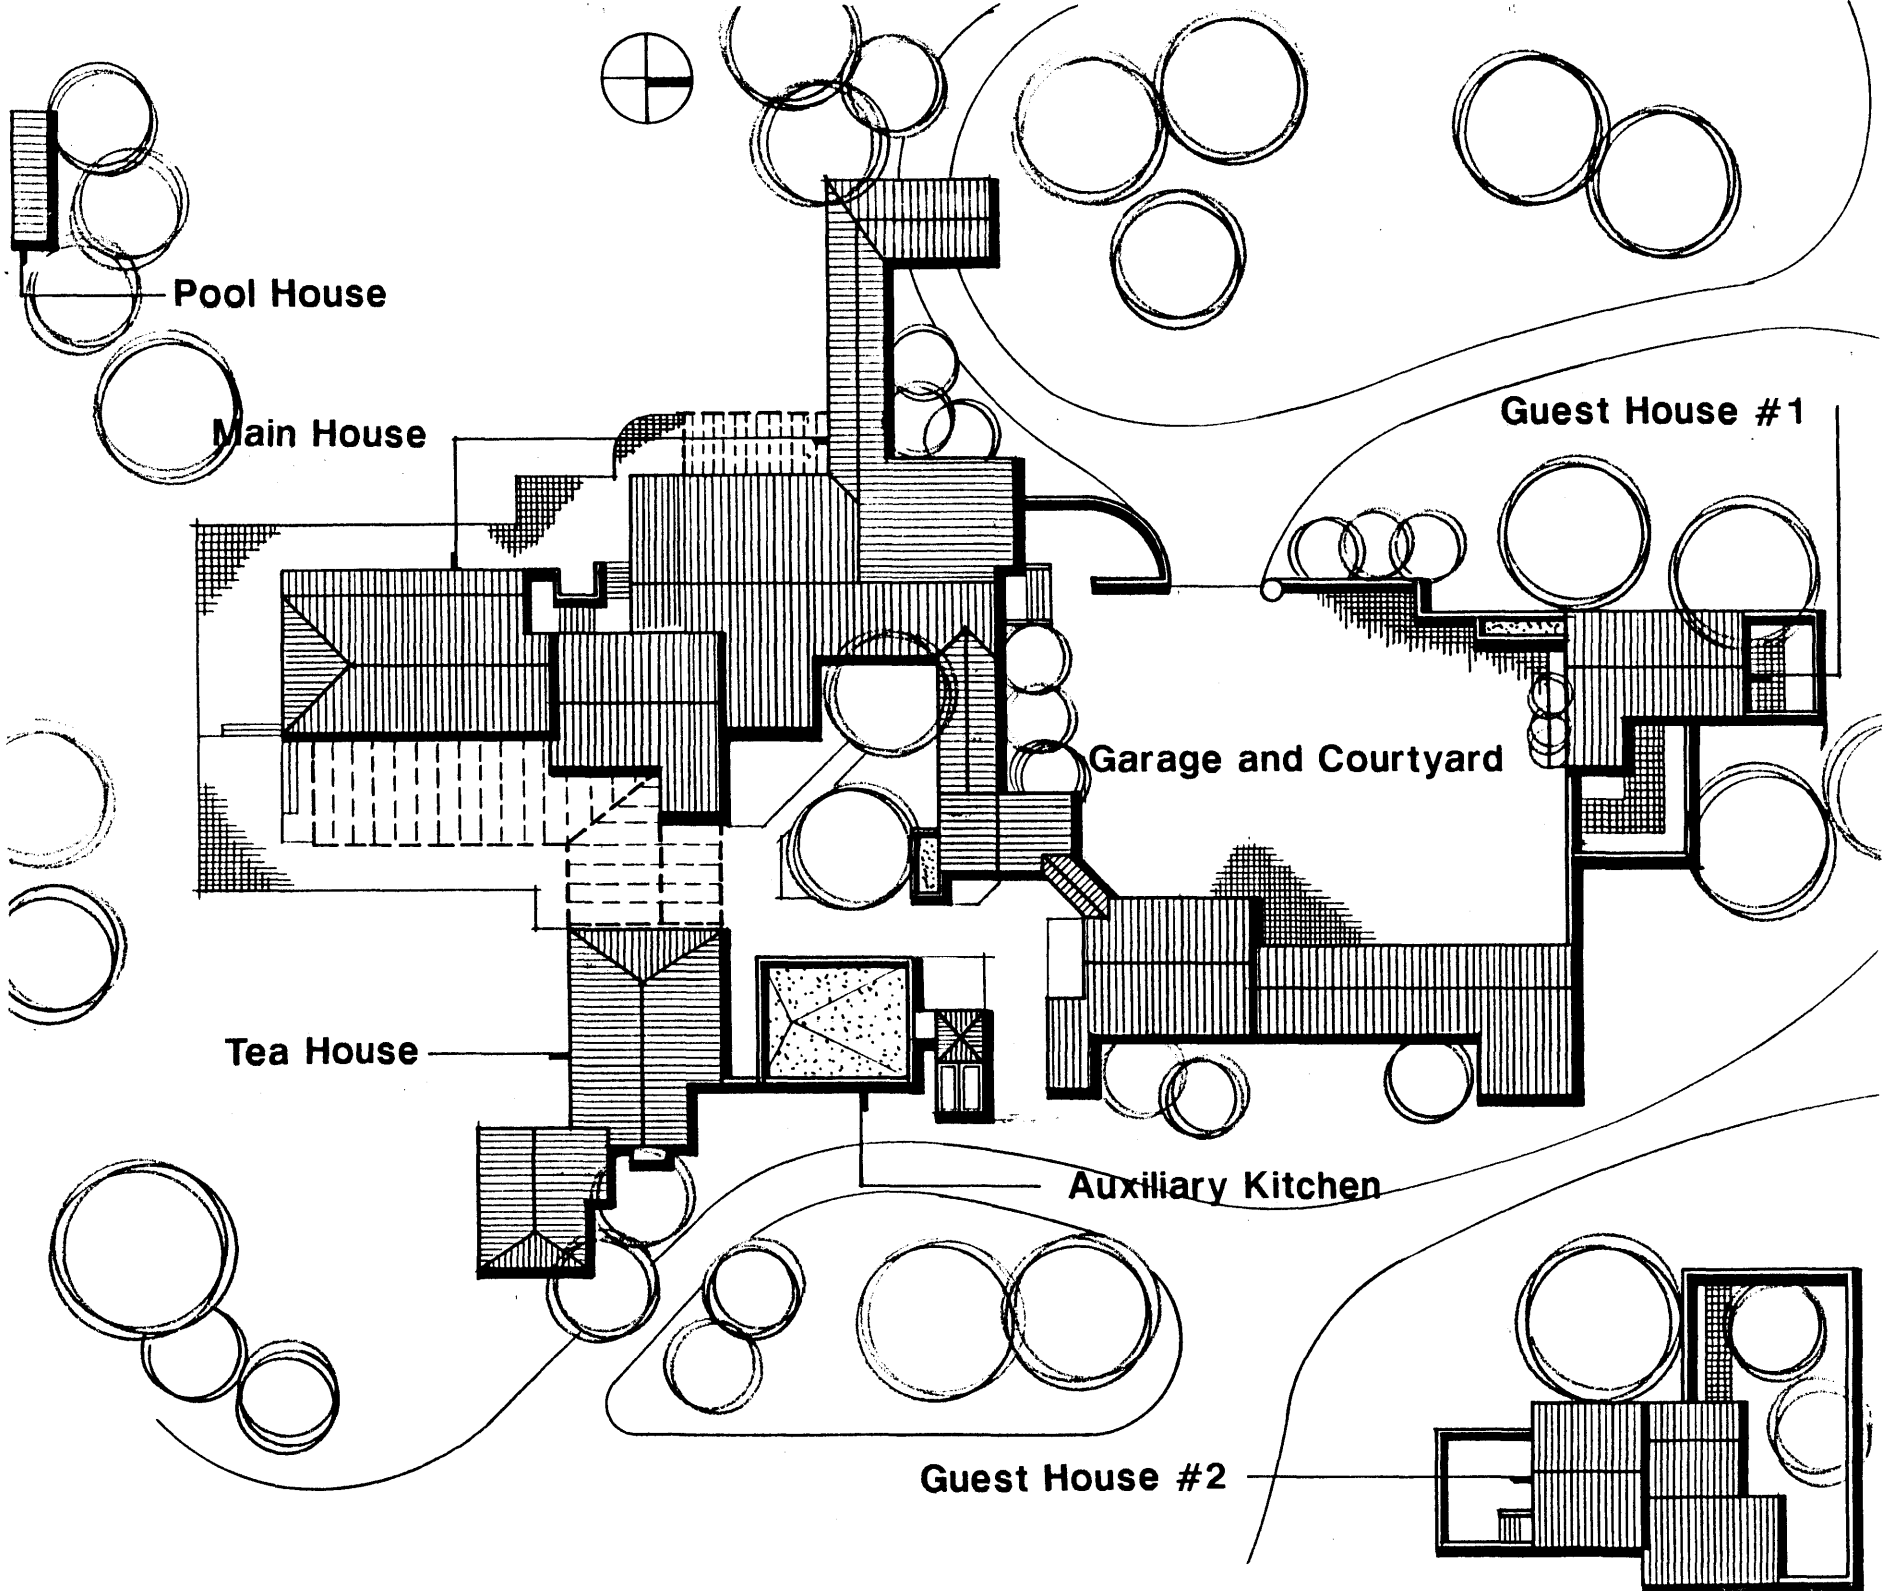 Pool House
Main House
Guest House #1
Garage and Courtyard
Tea House
Auxiliary Kitchen
Guest House #2